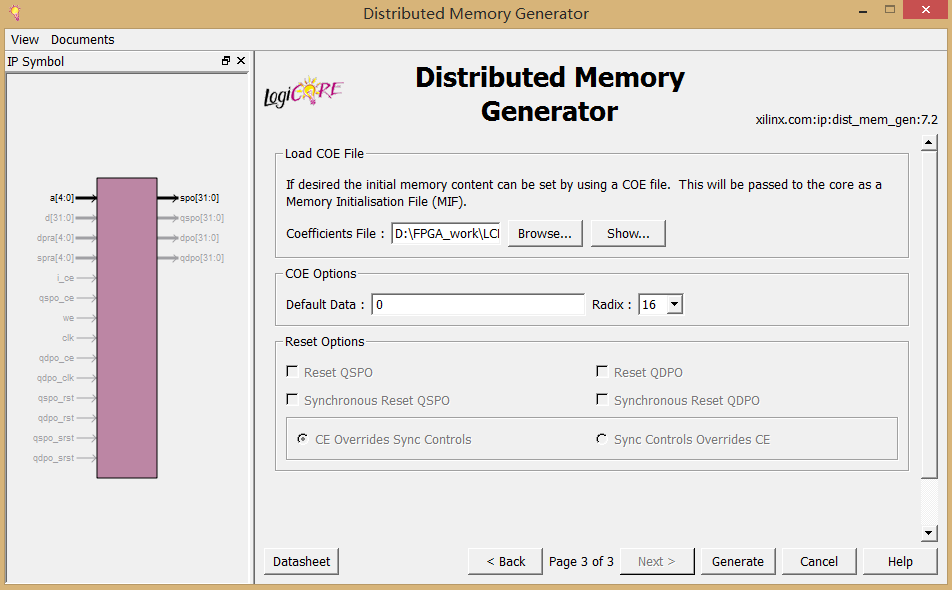 Distributed Memory Generator
View Documents
IP Symbol
LogiCORE
Distributed Memory
Generator
xilinx.com:ip:dist_mem_gen:7.2
a[4:0] spo[31:0]
d[31:0] qspo[31:0]
dpra[4:0] dpo[31:0]
spra[4:0] qdpo[31:0]
i_ce
qspo_ce
we
clk
qdpo_ce
qdpo_clk
qspo_rst
qdpo_rst
qspo_srst
qdpo_srst
Load COE File
If desired the initial memory content can be set by using a COE file. This will be passed to the core as a
Memory Initialisation File (MIF).
Coefficients File : D:\FPGA_work\LCI Browse... Show...
COE Options
Default Data : 0 Radix : 16
Reset Options
Reset QSPO Reset QDPO
Synchronous Reset QSPO Synchronous Reset QDPO
CE Overrides Sync Controls Sync Controls Overrides CE
Datasheet < Back Page 3 of 3 Next > Generate Cancel Help